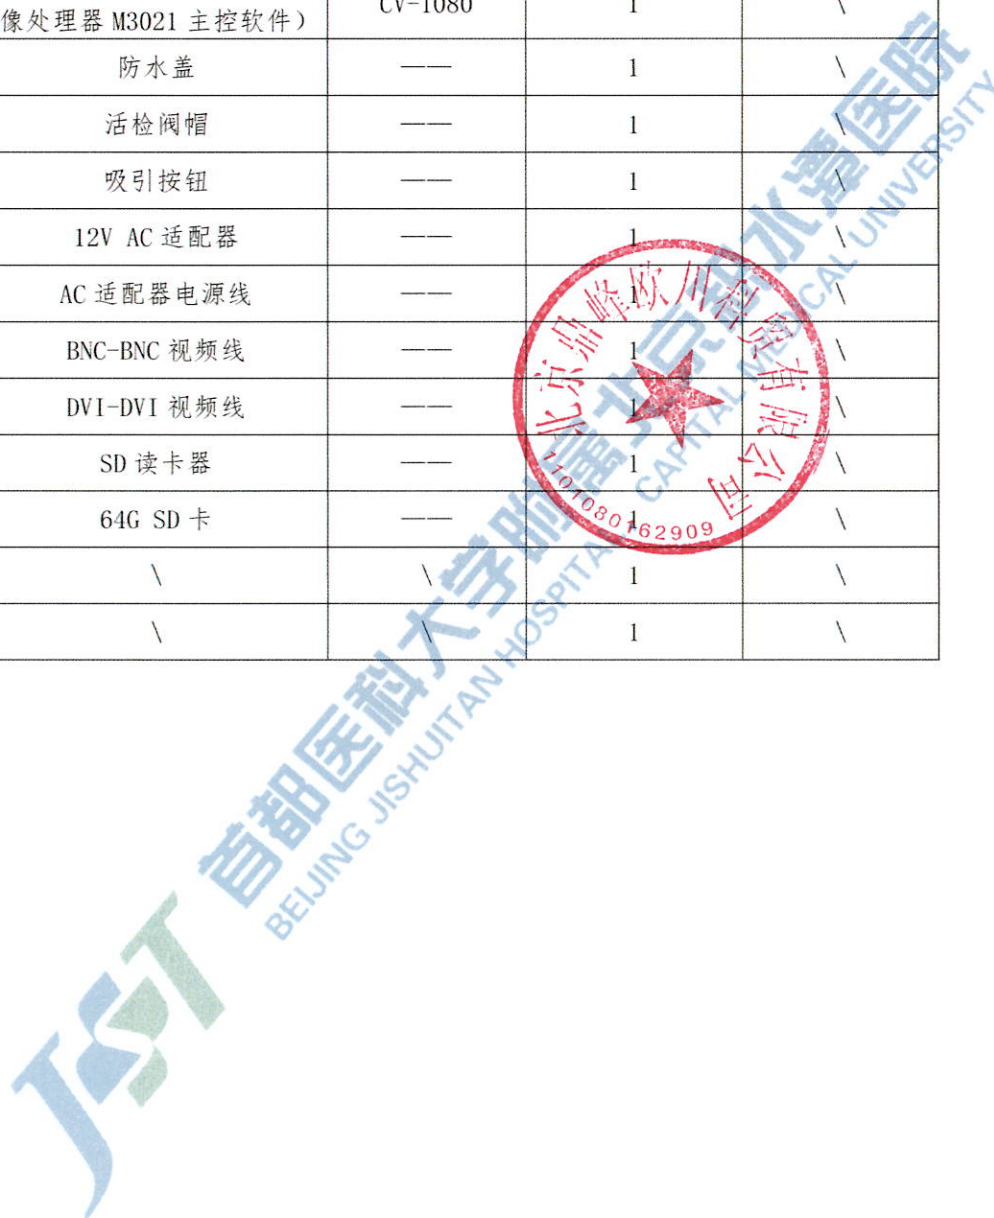 像处理器 M3021 主控软件） CV-1080 1 \
防水盖 —— 1 \
活检阀帽 —— 1 \
吸引按钮 —— 1 \
12V AC 适配器 —— 1 \
AC 适配器电源线 —— 1 \
BNC-BNC 视频线 —— 1 \
DVI-DVI 视频线 —— 1 \
SD 读卡器 —— 1 \
64G SD 卡 —— 1 \
\ \ 1 \
\ \ 1 \
北京鼎峰欧川科贸有限公司
1101080162909
首都医科大学附属北京积水潭医院
BEIJING JISHUITAN HOSPITAL CAPITAL MEDICAL UNIVERSITY
JST